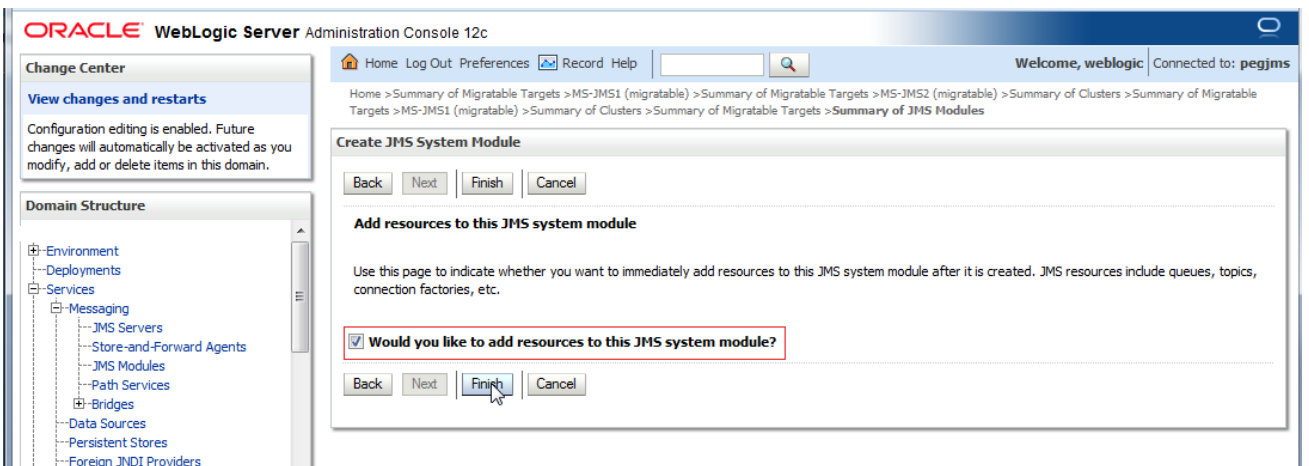 ORACLE WebLogic Server Administration Console 12c
Change Center
View changes and restarts
Configuration editing is enabled. Future
changes will automatically be activated as you
modify, add or delete items in this domain.
Domain Structure
Environment
Deployments
Services
Messaging
JMS Servers
Store-and-Forward Agents
JMS Modules
Path Services
Bridges
Data Sources
Persistent Stores
Foreign JNDI Providers
Home Log Out Preferences Record Help
Welcome, weblogic Connected to: pegjms
Home >Summary of Migratable Targets >MS-JMS1 (migratable) >Summary of Migratable Targets >MS-JMS2 (migratable) >Summary of Clusters >Summary of Migratable
Targets >MS-JMS1 (migratable) >Summary of Clusters >Summary of Migratable Targets >Summary of JMS Modules
Create JMS System Module
Back Next Finish Cancel
Add resources to this JMS system module
Use this page to indicate whether you want to immediately add resources to this JMS system module after it is created. JMS resources include queues, topics,
connection factories, etc.
Would you like to add resources to this JMS system module?
Back Next Finish Cancel